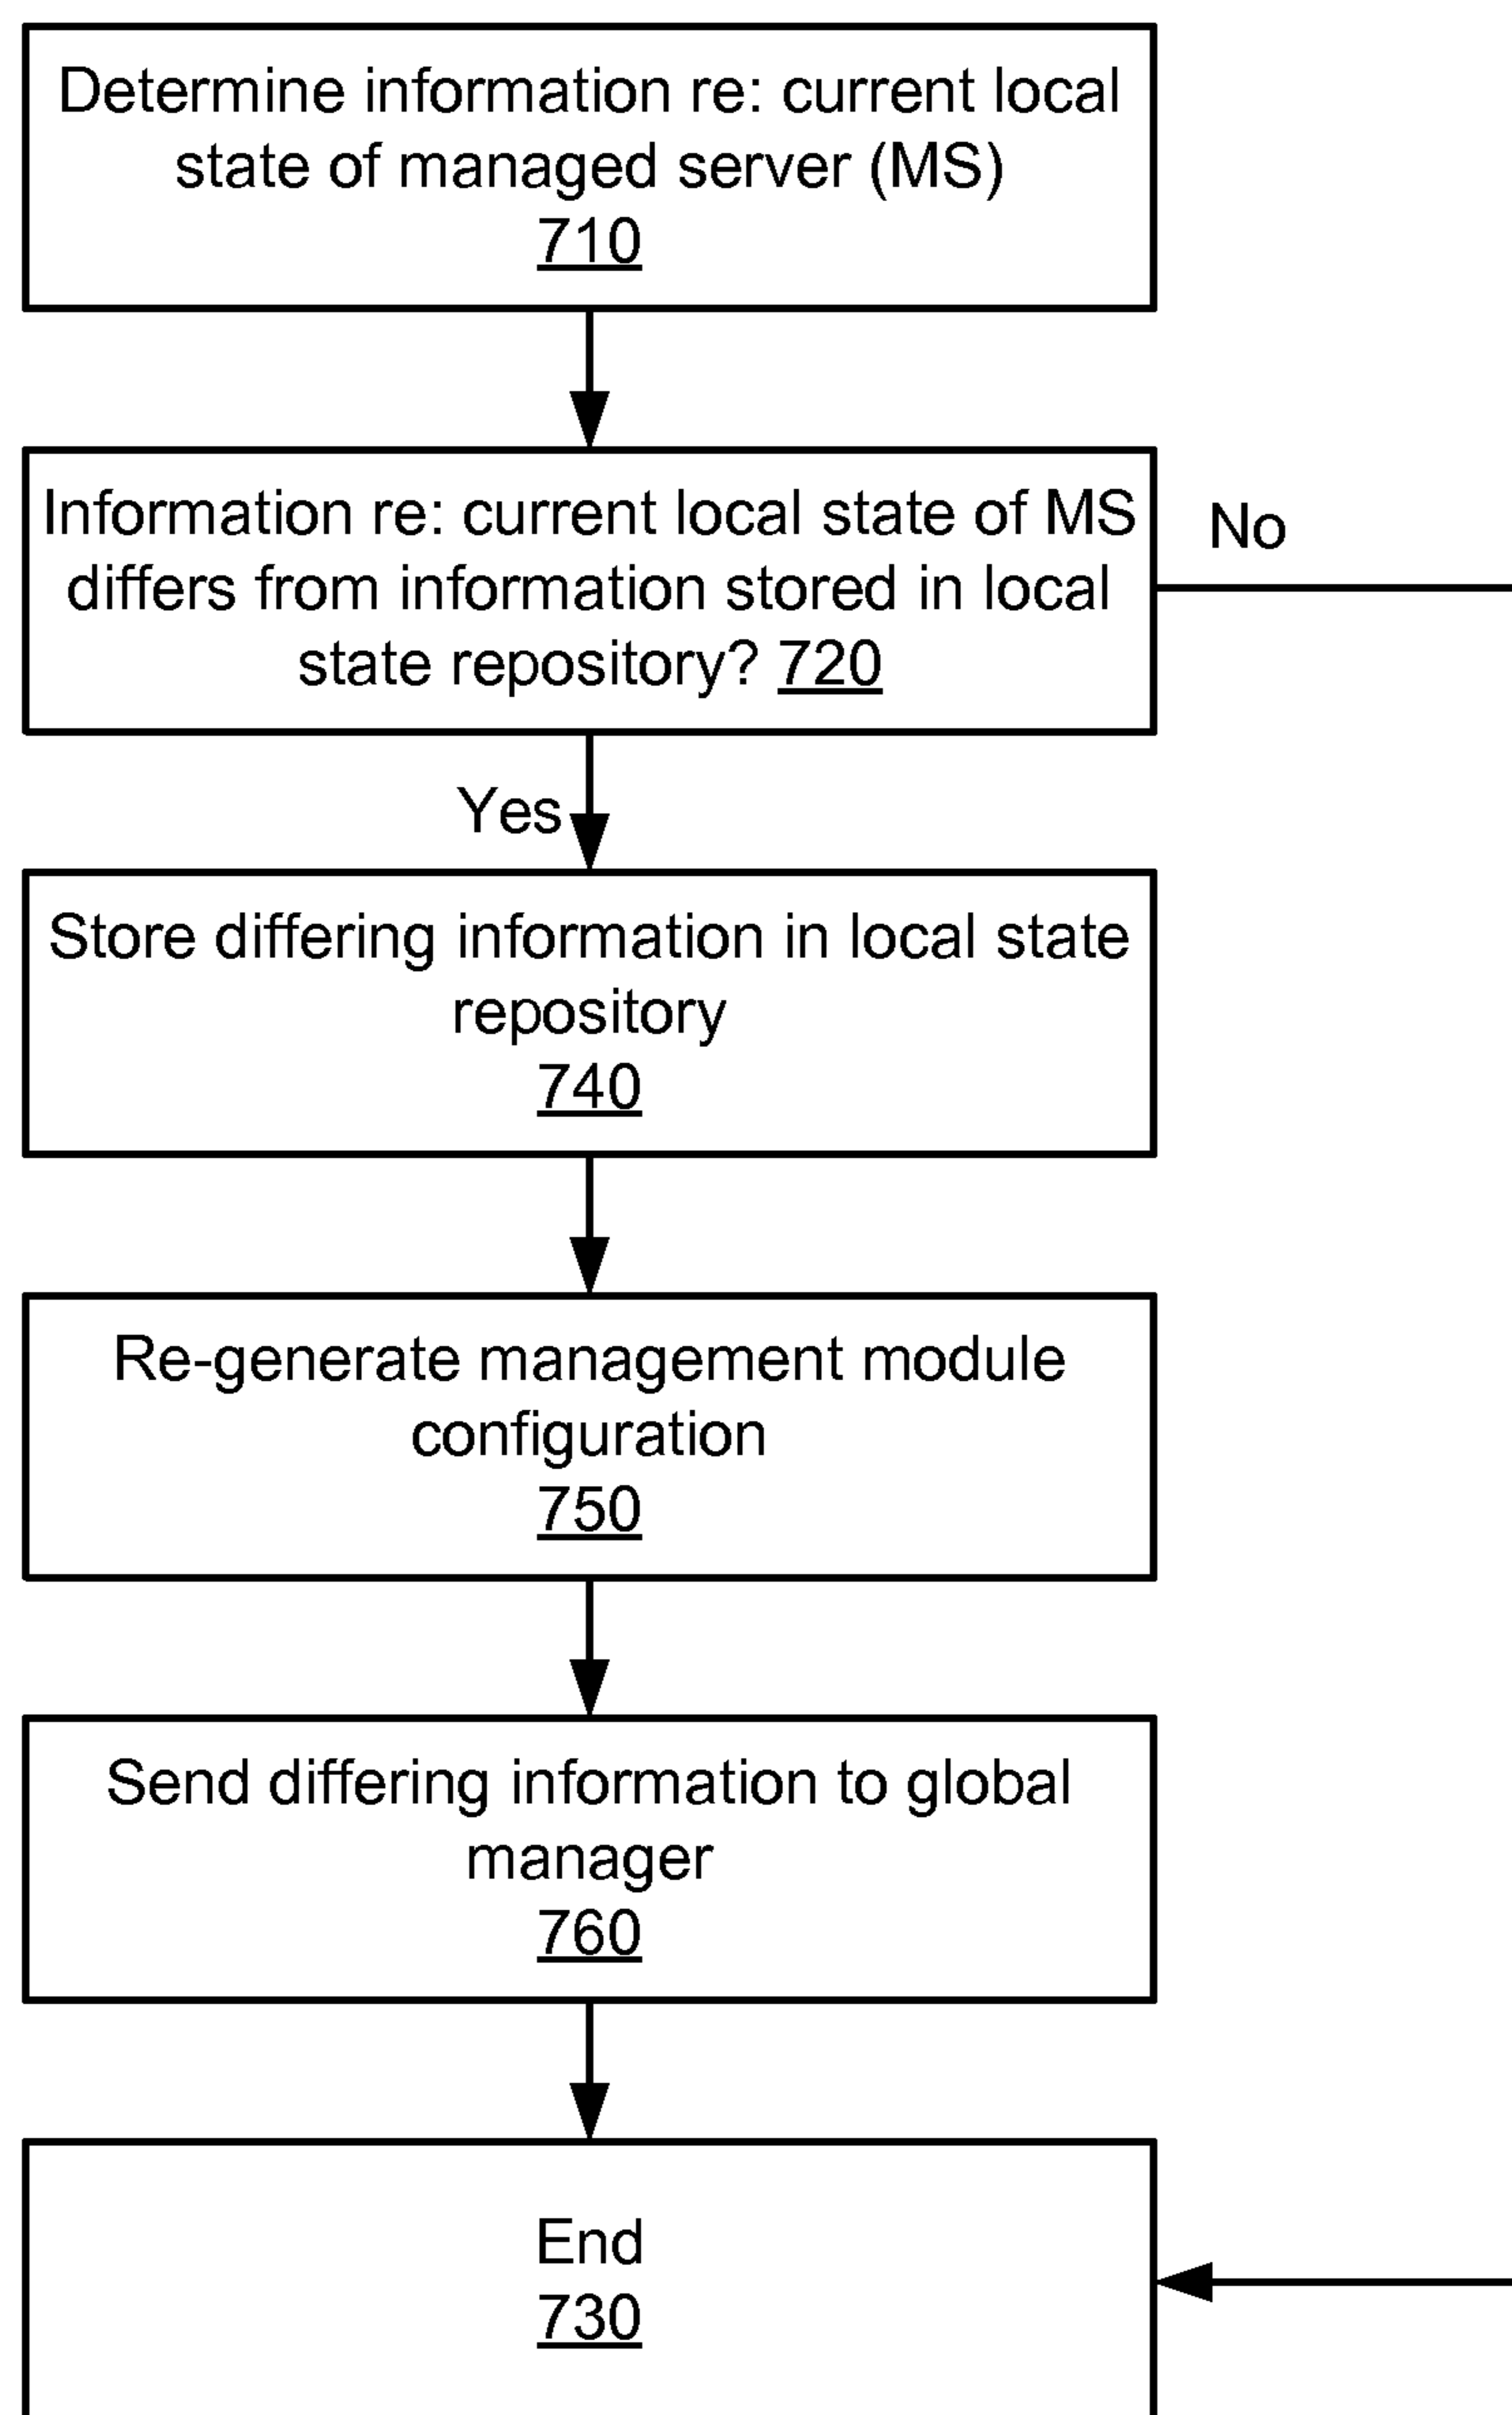 Determine information re: current local
state of managed server (MS)
710
Information re: current local state of MS
differs from information stored in local
state repository? 720
No
Yes
Store differing information in local state
repository
740
Re-generate management module
configuration
750
Send differing information to global
manager
760
End
730